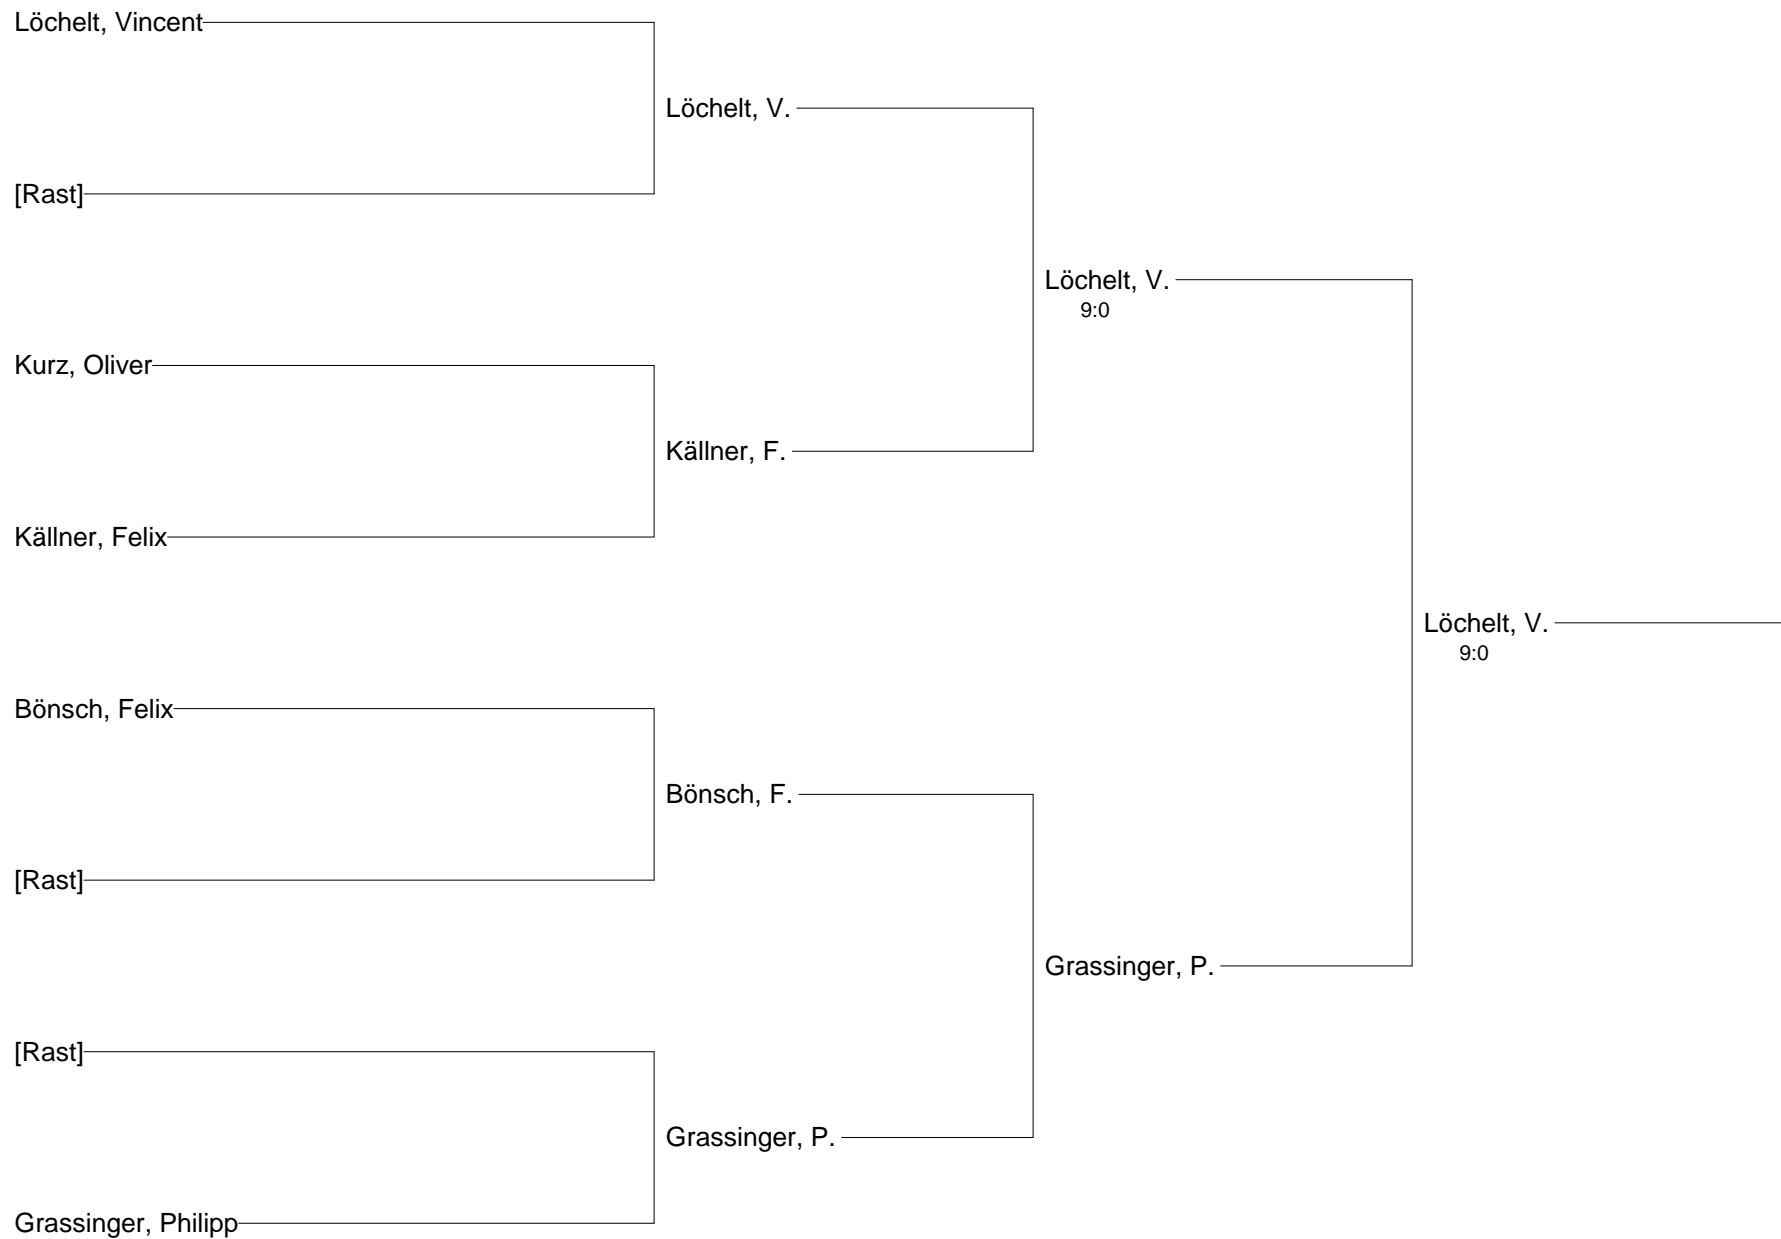 Löchelt, Vincent
[Rast]
Kurz, Oliver
Källner, Felix
Bönsch, Felix
[Rast]
[Rast]
Grassinger, Philipp
Löchelt, V.
Källner, F.
Bönsch, F.
Grassinger, P.
Löchelt, V.
9:0
Grassinger, P.
Löchelt, V.
9:0